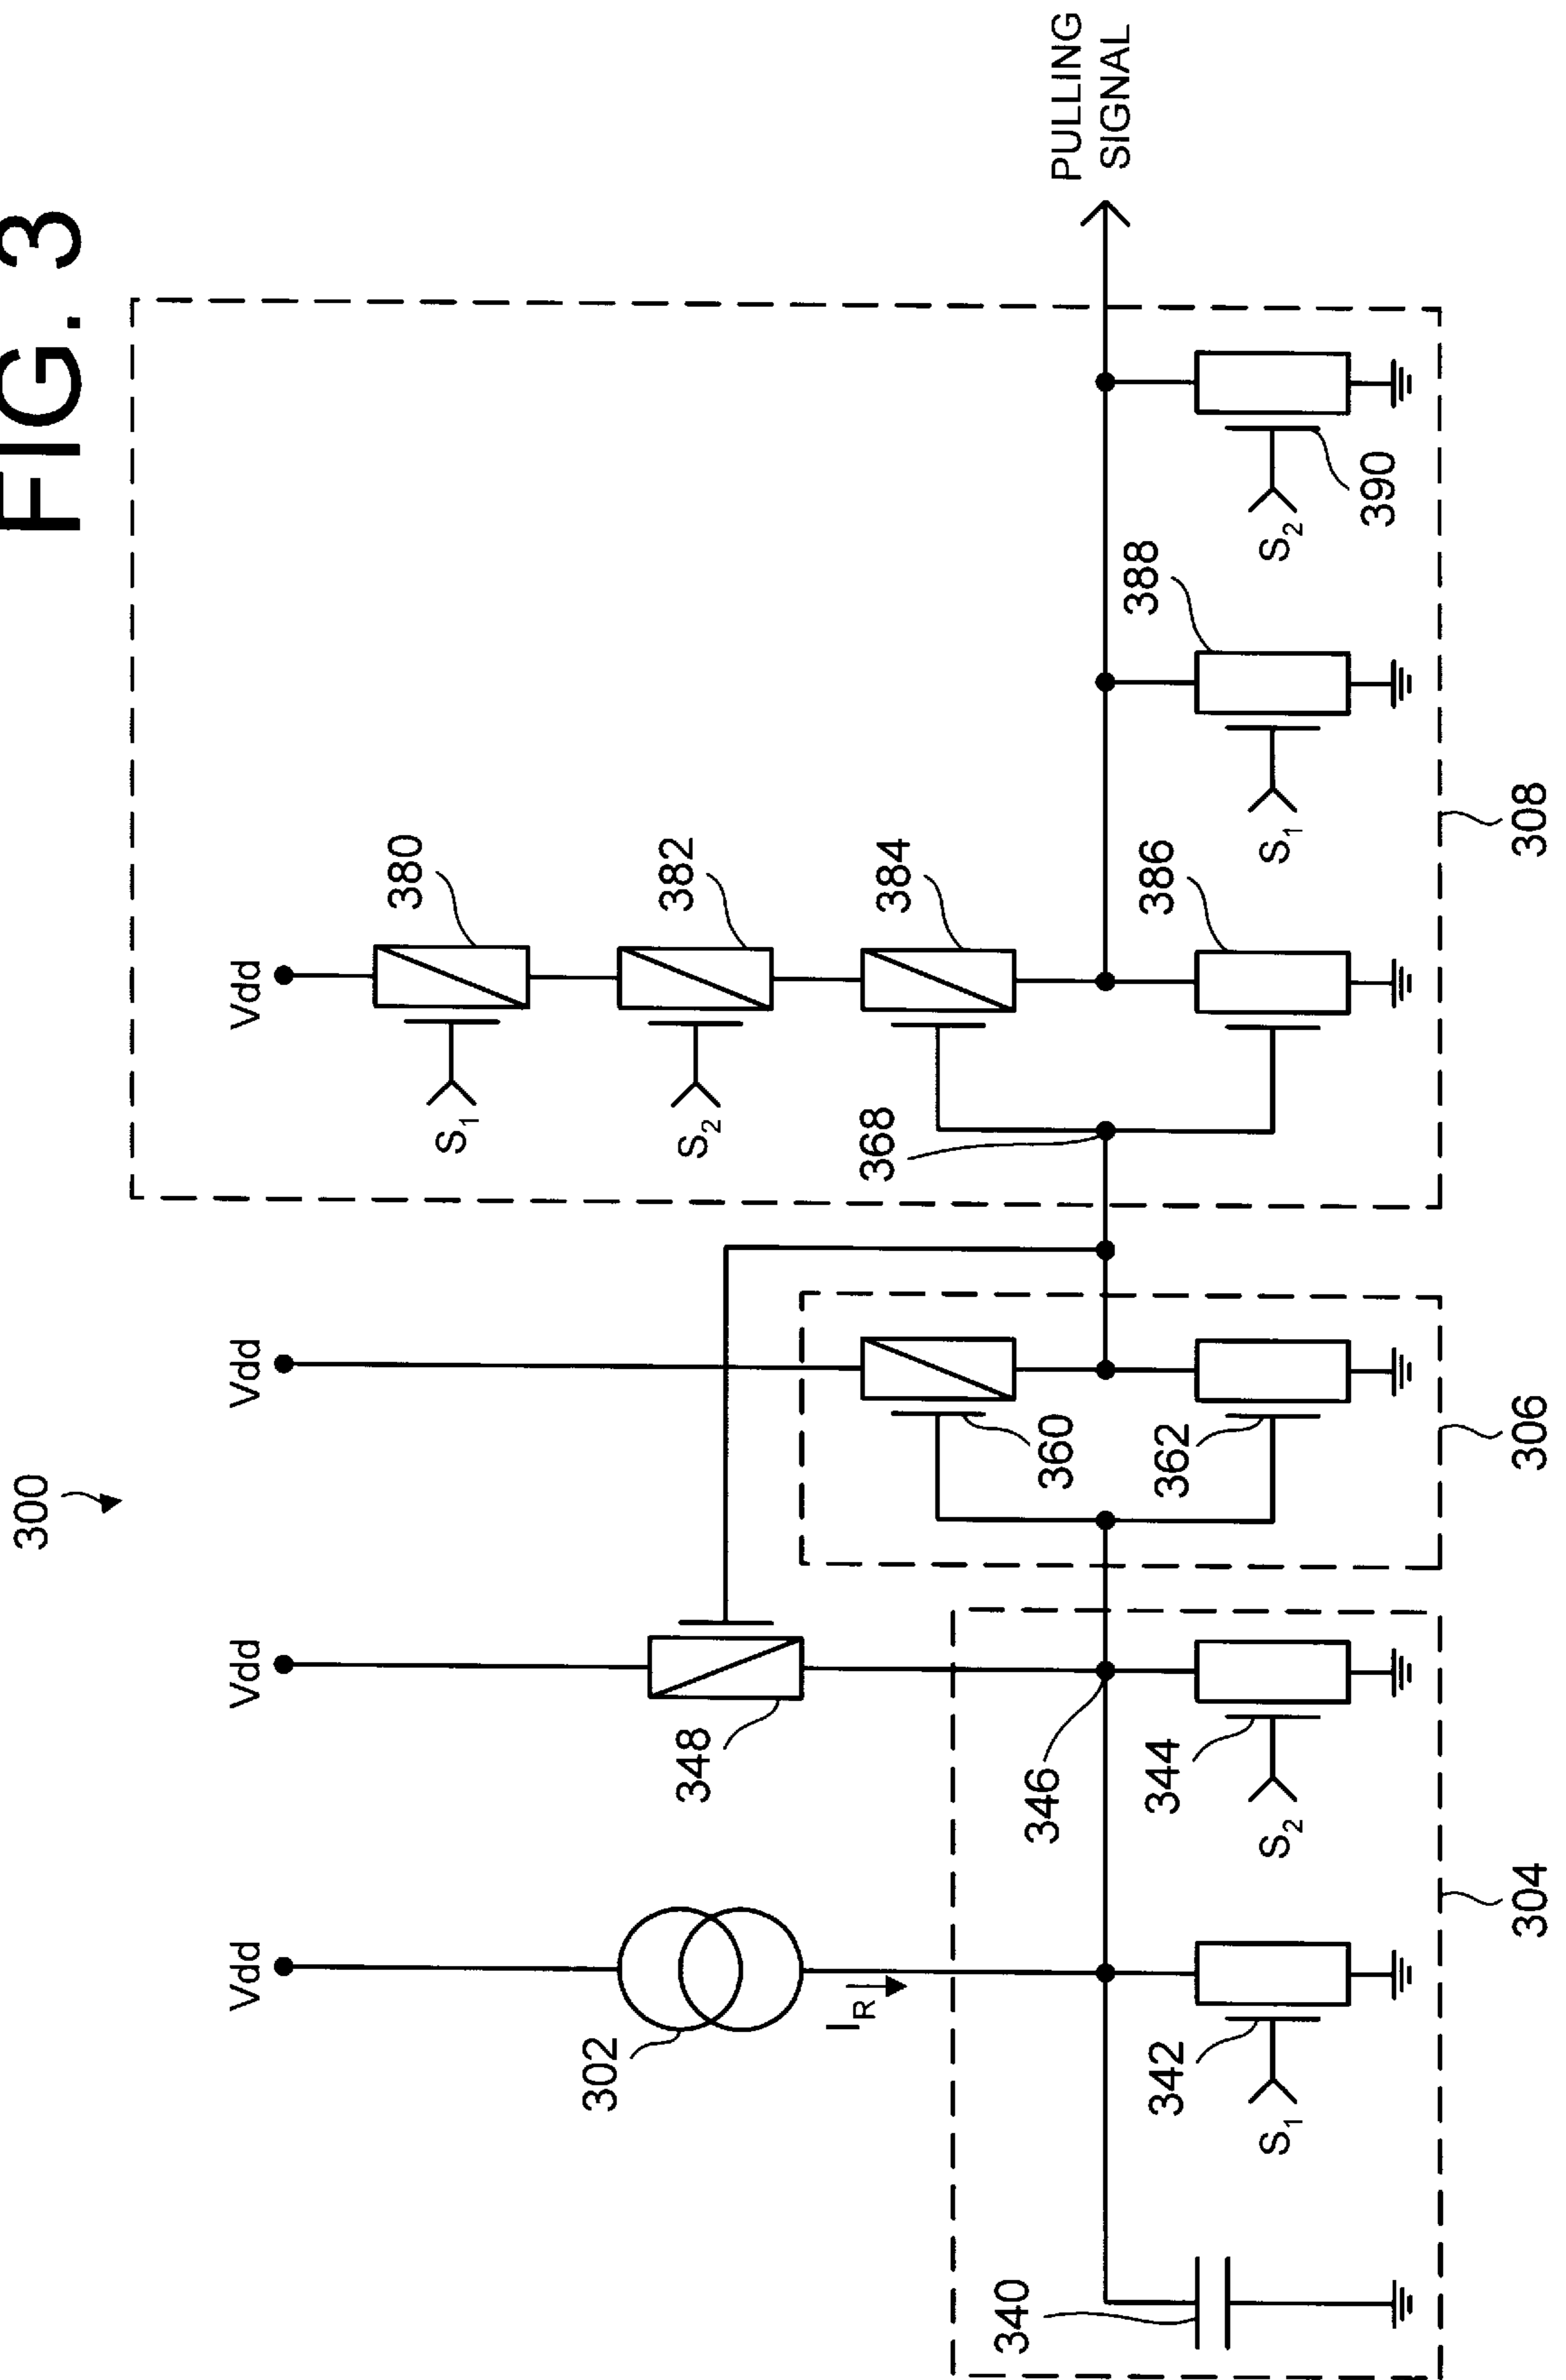 FIG. 3
300
Vdd
Vdd
Vdd
Vdd
302
I_R
348
S₁
380
S₂
382
384
368
386
PULLING
SIGNAL
360
362
346
340
342
S₁
344
S₂
388
S₁
390
S₂
304
306
308